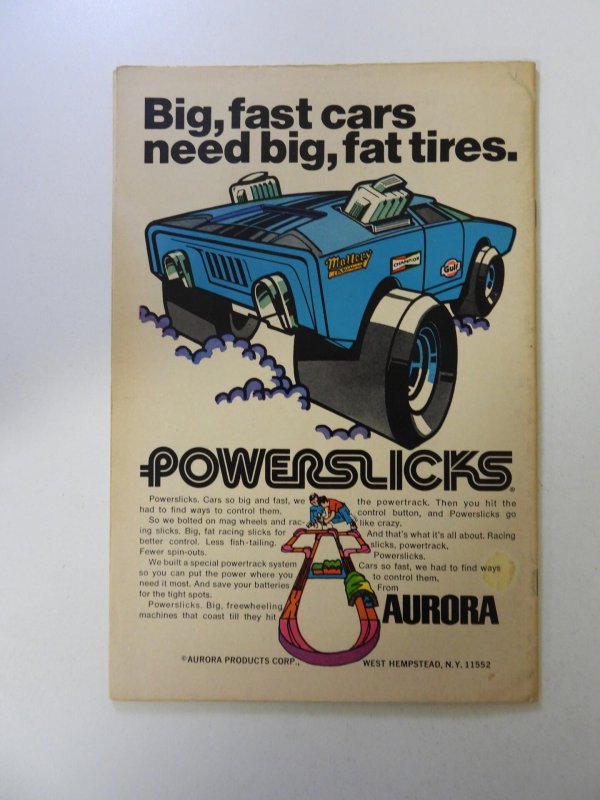 Big, fast cars
need big, fat tires.
Mallory
CHAMPION
Gulf
POWERSLICKS®
Powerslicks. Cars so big and fast, we
had to find ways to control them.
So we bolted on mag wheels and rac-
ing slicks. Big, fat racing slicks for
better control. Less fish-tailing.
Fewer spin-outs.
We built a special powertrack system
so you can put the power where you
need it most. And save your batteries
for the tight spots.
Powerslicks. Big, freewheeling
machines that coast till they hit
the powertrack. Then you hit the
control button, and Powerslicks go
like crazy.
And that's what it's all about. Racing
slicks, powertrack.
Powerslicks.
Cars so fast, we had to find ways
to control them.
From
AURORA
©AURORA PRODUCTS CORP., WEST HEMPSTEAD, N.Y. 11552